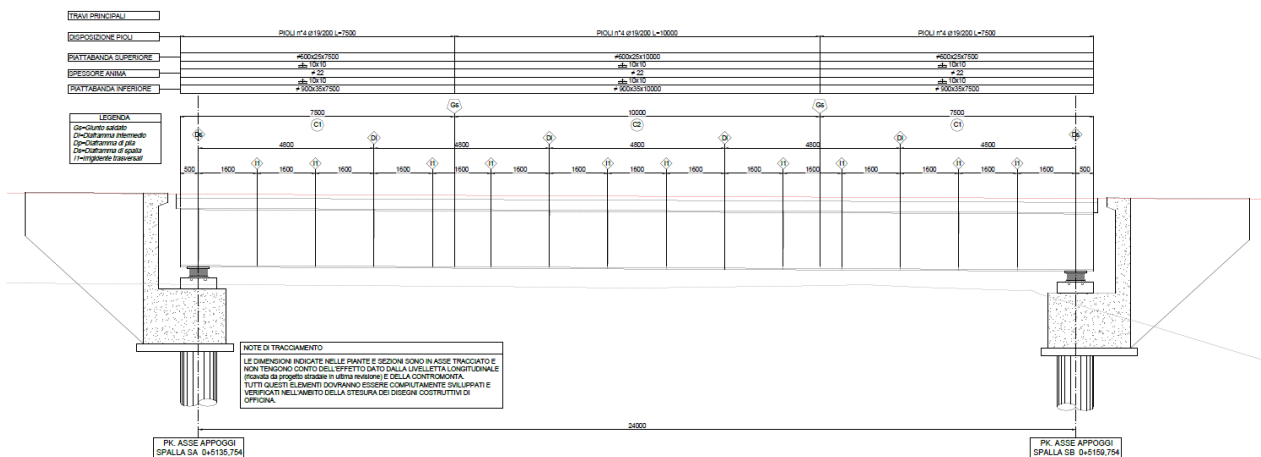 TRAVI PRINCIPALI
DISPOSIZIONE PIOLI
PIOLI n°4 Ø19/200 L=7500 PIOLI n°4 Ø19/200 L=10000 PIOLI n°4 Ø19/200 L=7500
PIATTABANDA SUPERIORE
≠600x25x7500 ≠600x25x10000 ≠600x25x7500
10x10 10x10 10x10
SPESSORE ANIMA
≠ 22 ≠ 22 ≠ 22
10x10 10x10 10x10
PIATTABANDA INFERIORE
≠ 900x35x7500 ≠ 900x35x10000 ≠ 900x35x7500
Gs Gs
7500 10000 7500
LEGENDA
Gs=Giunto saldato
Di=Diaframma intermedio
Dp=Diaframma di pila
Ds=Diaframma di spalla
I1=Irrigidente trasversali
C1 C2 C1
Ds Di Di Di Di Ds
4800 4800 4800 4800 4800
I1 I1 I1 I1 I1 I1 I1 I1 I1 I1
500 1600 1600 1600 1600 1600 1600 1600 1600 1600 1600 1600 1600 1600 1600 1600 500
NOTE DI TRACCIAMENTO
LE DIMENSIONI INDICATE NELLE PIANTE E SEZIONI SONO IN ASSE TRACCIATO E
NON TENGONO CONTO DELL'EFFETTO DATO DALLA LIVELLETTA LONGITUDINALE
(ricavata da progetto stradale in ultima revisione) E DELLA CONTROMONTA.
TUTTI QUESTI ELEMENTI DOVRANNO ESSERE COMPIUTAMENTE SVILUPPATI E
VERIFICATI NELL'AMBITO DELLA STESURA DEI DISEGNI COSTRUTTIVI DI
OFFICINA.
24000
PK. ASSE APPOGGI
SPALLA SA 0+5135,754
PK. ASSE APPOGGI
SPALLA SB 0+5159,754